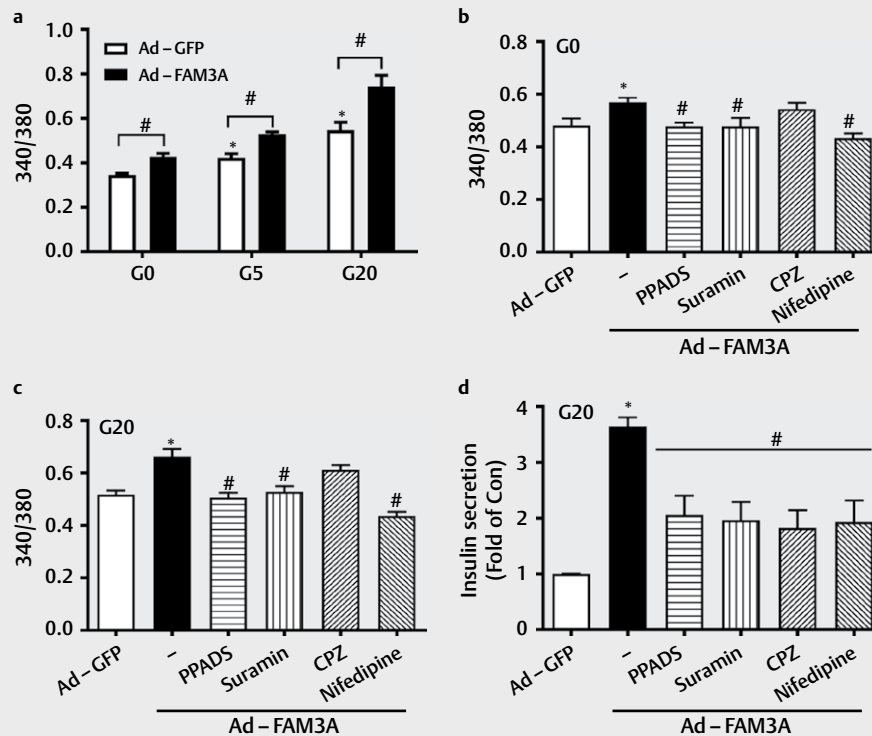 a
1.0
0.8
0.6
0.4
0.2
0.0
340/380
Ad – GFP
Ad – FAM3A
#
#
#
*
*
G0
G5
G20
b
0.8
0.6
0.4
0.2
0.0
340/380
G0
*
#
#
#
Ad – GFP
–
PPADS
Suramin
CPZ
Nifedipine
Ad – FAM3A
c
0.8
0.6
0.4
0.2
0.0
340/380
G20
*
#
#
#
Ad – GFP
–
PPADS
Suramin
CPZ
Nifedipine
Ad – FAM3A
d
4
3
2
1
0
Insulin secretion
(Fold of Con)
G20
*
#
Ad – GFP
–
PPADS
Suramin
CPZ
Nifedipine
Ad – FAM3A